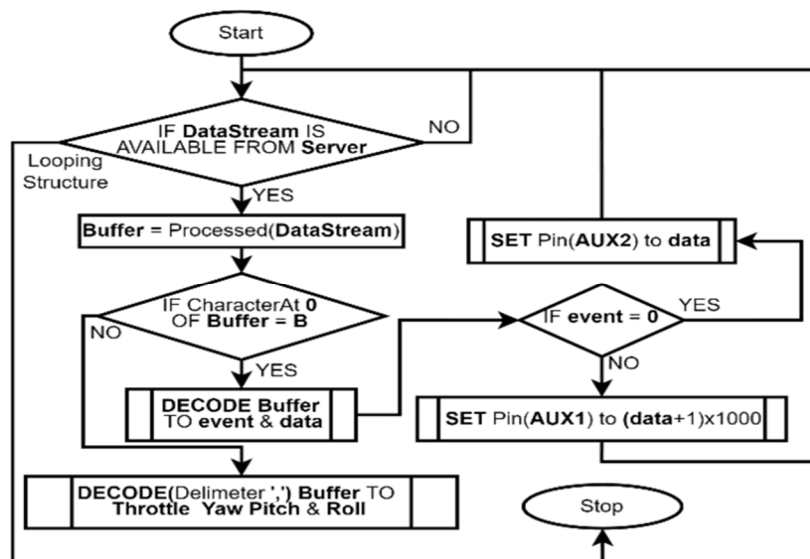 Start
IF DataStream IS
AVAILABLE FROM Server
NO
Looping
Structure
YES
Buffer = Processed(DataStream)
SET Pin(AUX2) to data
IF CharacterAt 0
OF Buffer = B
NO
IF event = 0
YES
YES
NO
DECODE Buffer
TO event & data
SET Pin(AUX1) to (data+1)x1000
DECODE(Delimeter ',') Buffer TO
Throttle Yaw Pitch & Roll
Stop